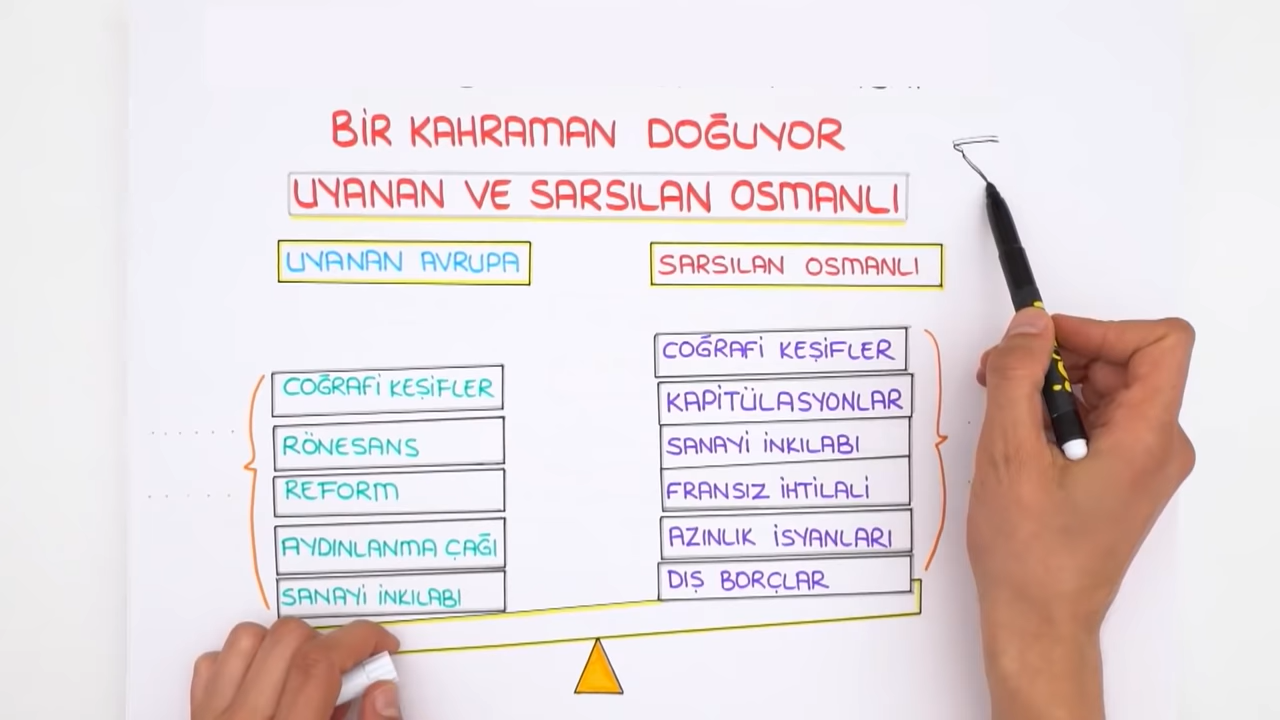 BİR KAHRAMAN DOĞUYOR
UYANAN VE SARSILAN OSMANLI
UYANAN AVRUPA
COĞRAFİ KEŞİFLER
RÖNESANS
REFORM
AYDINLANMA ÇAĞI
SANAYİ İNKILABI
SARSILAN OSMANLI
COĞRAFİ KEŞİFLER
KAPİTÜLASYONLAR
SANAYİ İNKILABI
FRANSIZ İHTİLALİ
AZINLIK İSYANLARI
DIŞ BORÇLAR